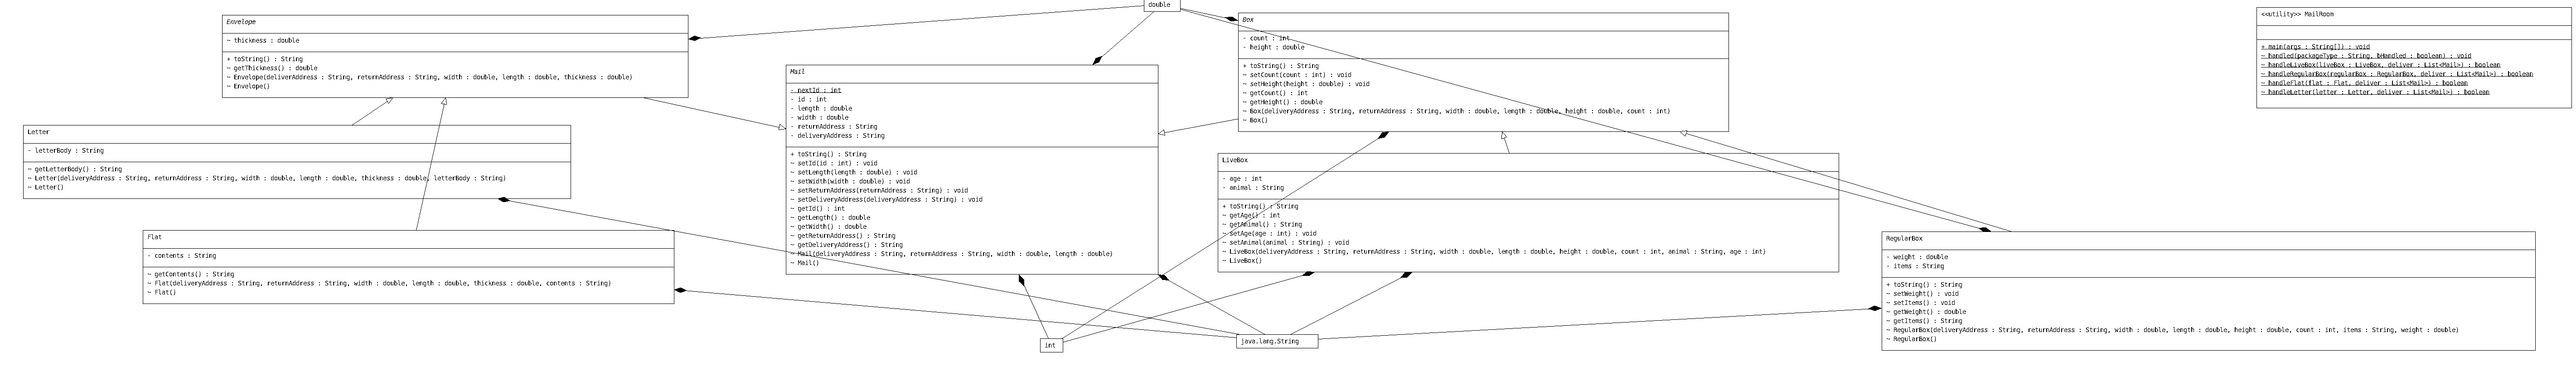 double
Envelope
~ thickness : double
+ toString() : String
~ getThickness() : double
~ Envelope(deliverAddress : String, returnAddress : String, width : double, length : double, thickness : double)
~ Envelope()
Box
- count : int
- height : double
+ toString() : String
~ setCount(count : int) : void
~ setHeight(height : double) : void
~ getCount() : int
~ getHeight() : double
~ Box(deliveryAddress : String, returnAddress : String, width : double, length : double, height : double, count : int)
~ Box()
<<utility>> MailRoom
+ main(args : String[]) : void
~ handled(packageType : String, bHandled : boolean) : void
~ handleLiveBox(liveBox : LiveBox, deliver : List<Mail>) : boolean
~ handleRegularBox(regularBox : RegularBox, deliver : List<Mail>) : boolean
~ handleFlat(flat : Flat, deliver : List<Mail>) : boolean
~ handleLetter(letter : Letter, deliver : List<Mail>) : boolean
Mail
- nextId : int
- id : int
- length : double
- width : double
- returnAddress : String
- deliveryAddress : String
+ toString() : String
~ setId(id : int) : void
~ setLength(length : double) : void
~ setWidth(width : double) : void
~ setReturnAddress(returnAddress : String) : void
~ setDeliveryAddress(deliveryAddress : String) : void
~ getId() : int
~ getLength() : double
~ getWidth() : double
~ getReturnAddress() : String
~ getDeliveryAddress() : String
~ Mail(deliveryAddress : String, returnAddress : String, width : double, length : double)
~ Mail()
Letter
- letterBody : String
~ getLetterBody() : String
~ Letter(deliveryAddress : String, returnAddress : String, width : double, length : double, thickness : double, letterBody : String)
~ Letter()
LiveBox
- age : int
- animal : String
+ toString() : String
~ getAge() : int
~ getAnimal() : String
~ setAge(age : int) : void
~ setAnimal(animal : String) : void
~ LiveBox(deliveryAddress : String, returnAddress : String, width : double, length : double, height : double, count : int, animal : String, age : int)
~ LiveBox()
Flat
- contents : String
~ getContents() : String
~ Flat(deliveryAddress : String, returnAddress : String, width : double, length : double, thickness : double, contents : String)
~ Flat()
RegularBox
- weight : double
- items : String
+ toString() : String
~ setWeight() : void
~ setItems() : void
~ getWeight() : double
~ getItems() : String
~ RegularBox(deliveryAddress : String, returnAddress : String, width : double, length : double, height : double, count : int, items : String, weight : double)
~ RegularBox()
int
java.lang.String